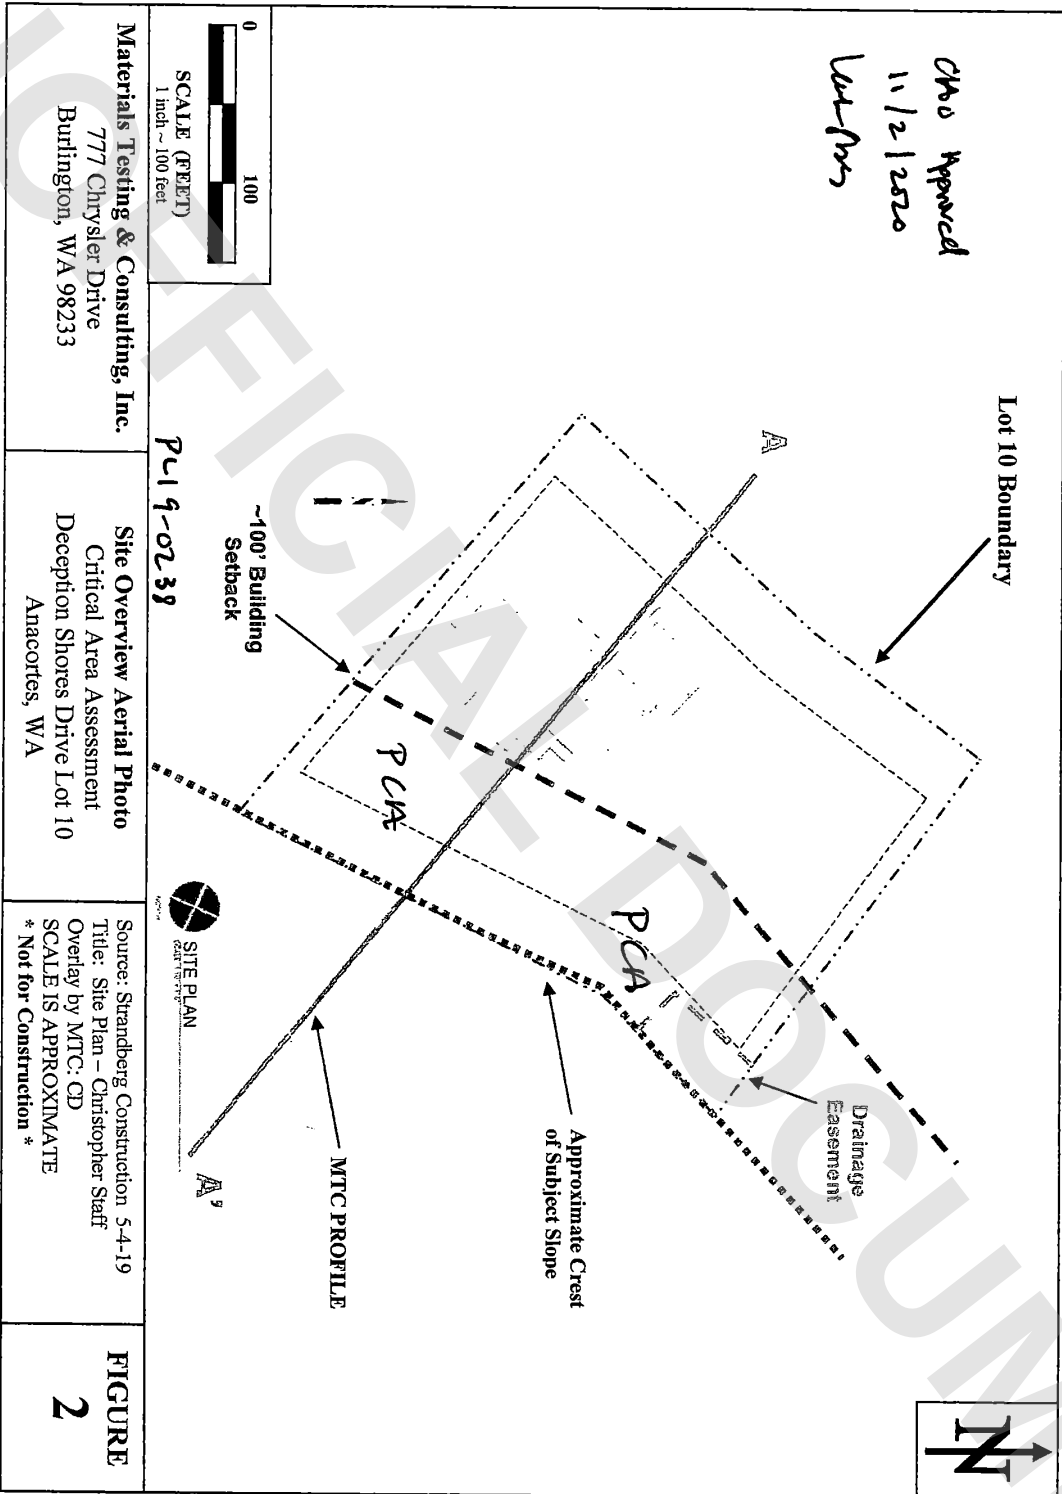 CAO Approved
11/2/2020
Lot 10 Boundary
N
A
Drainage
Easement
PCA
PCA
~100' Building
Setback
Approximate Crest
of Subject Slope
MTC PROFILE
A'
SITE PLAN
PL19-0238
0 100
SCALE (FEET)
1 inch ~ 100 feet
Materials Testing & Consulting, Inc.
777 Chrysler Drive
Burlington, WA 98233
Site Overview Aerial Photo
Critical Area Assessment
Deception Shores Drive Lot 10
Anacortes, WA
Source: Strandberg Construction 5-4-19
Title: Site Plan – Christopher Staff
Overlay by MTC: CD
SCALE IS APPROXIMATE
* Not for Construction *
FIGURE
2
OFFICIAL DOCUM